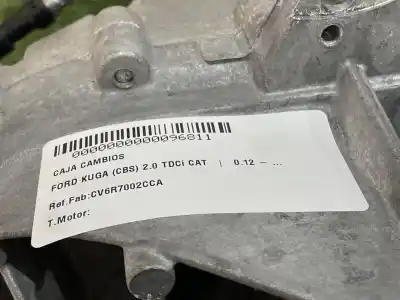 0000000000096811
CAJA CAMBIOS
FORD KUGA (CBS) 2.0 TDCi CAT | 0.12 – ...
Ref.Fab:CV6R7002CCA
T.Motor: